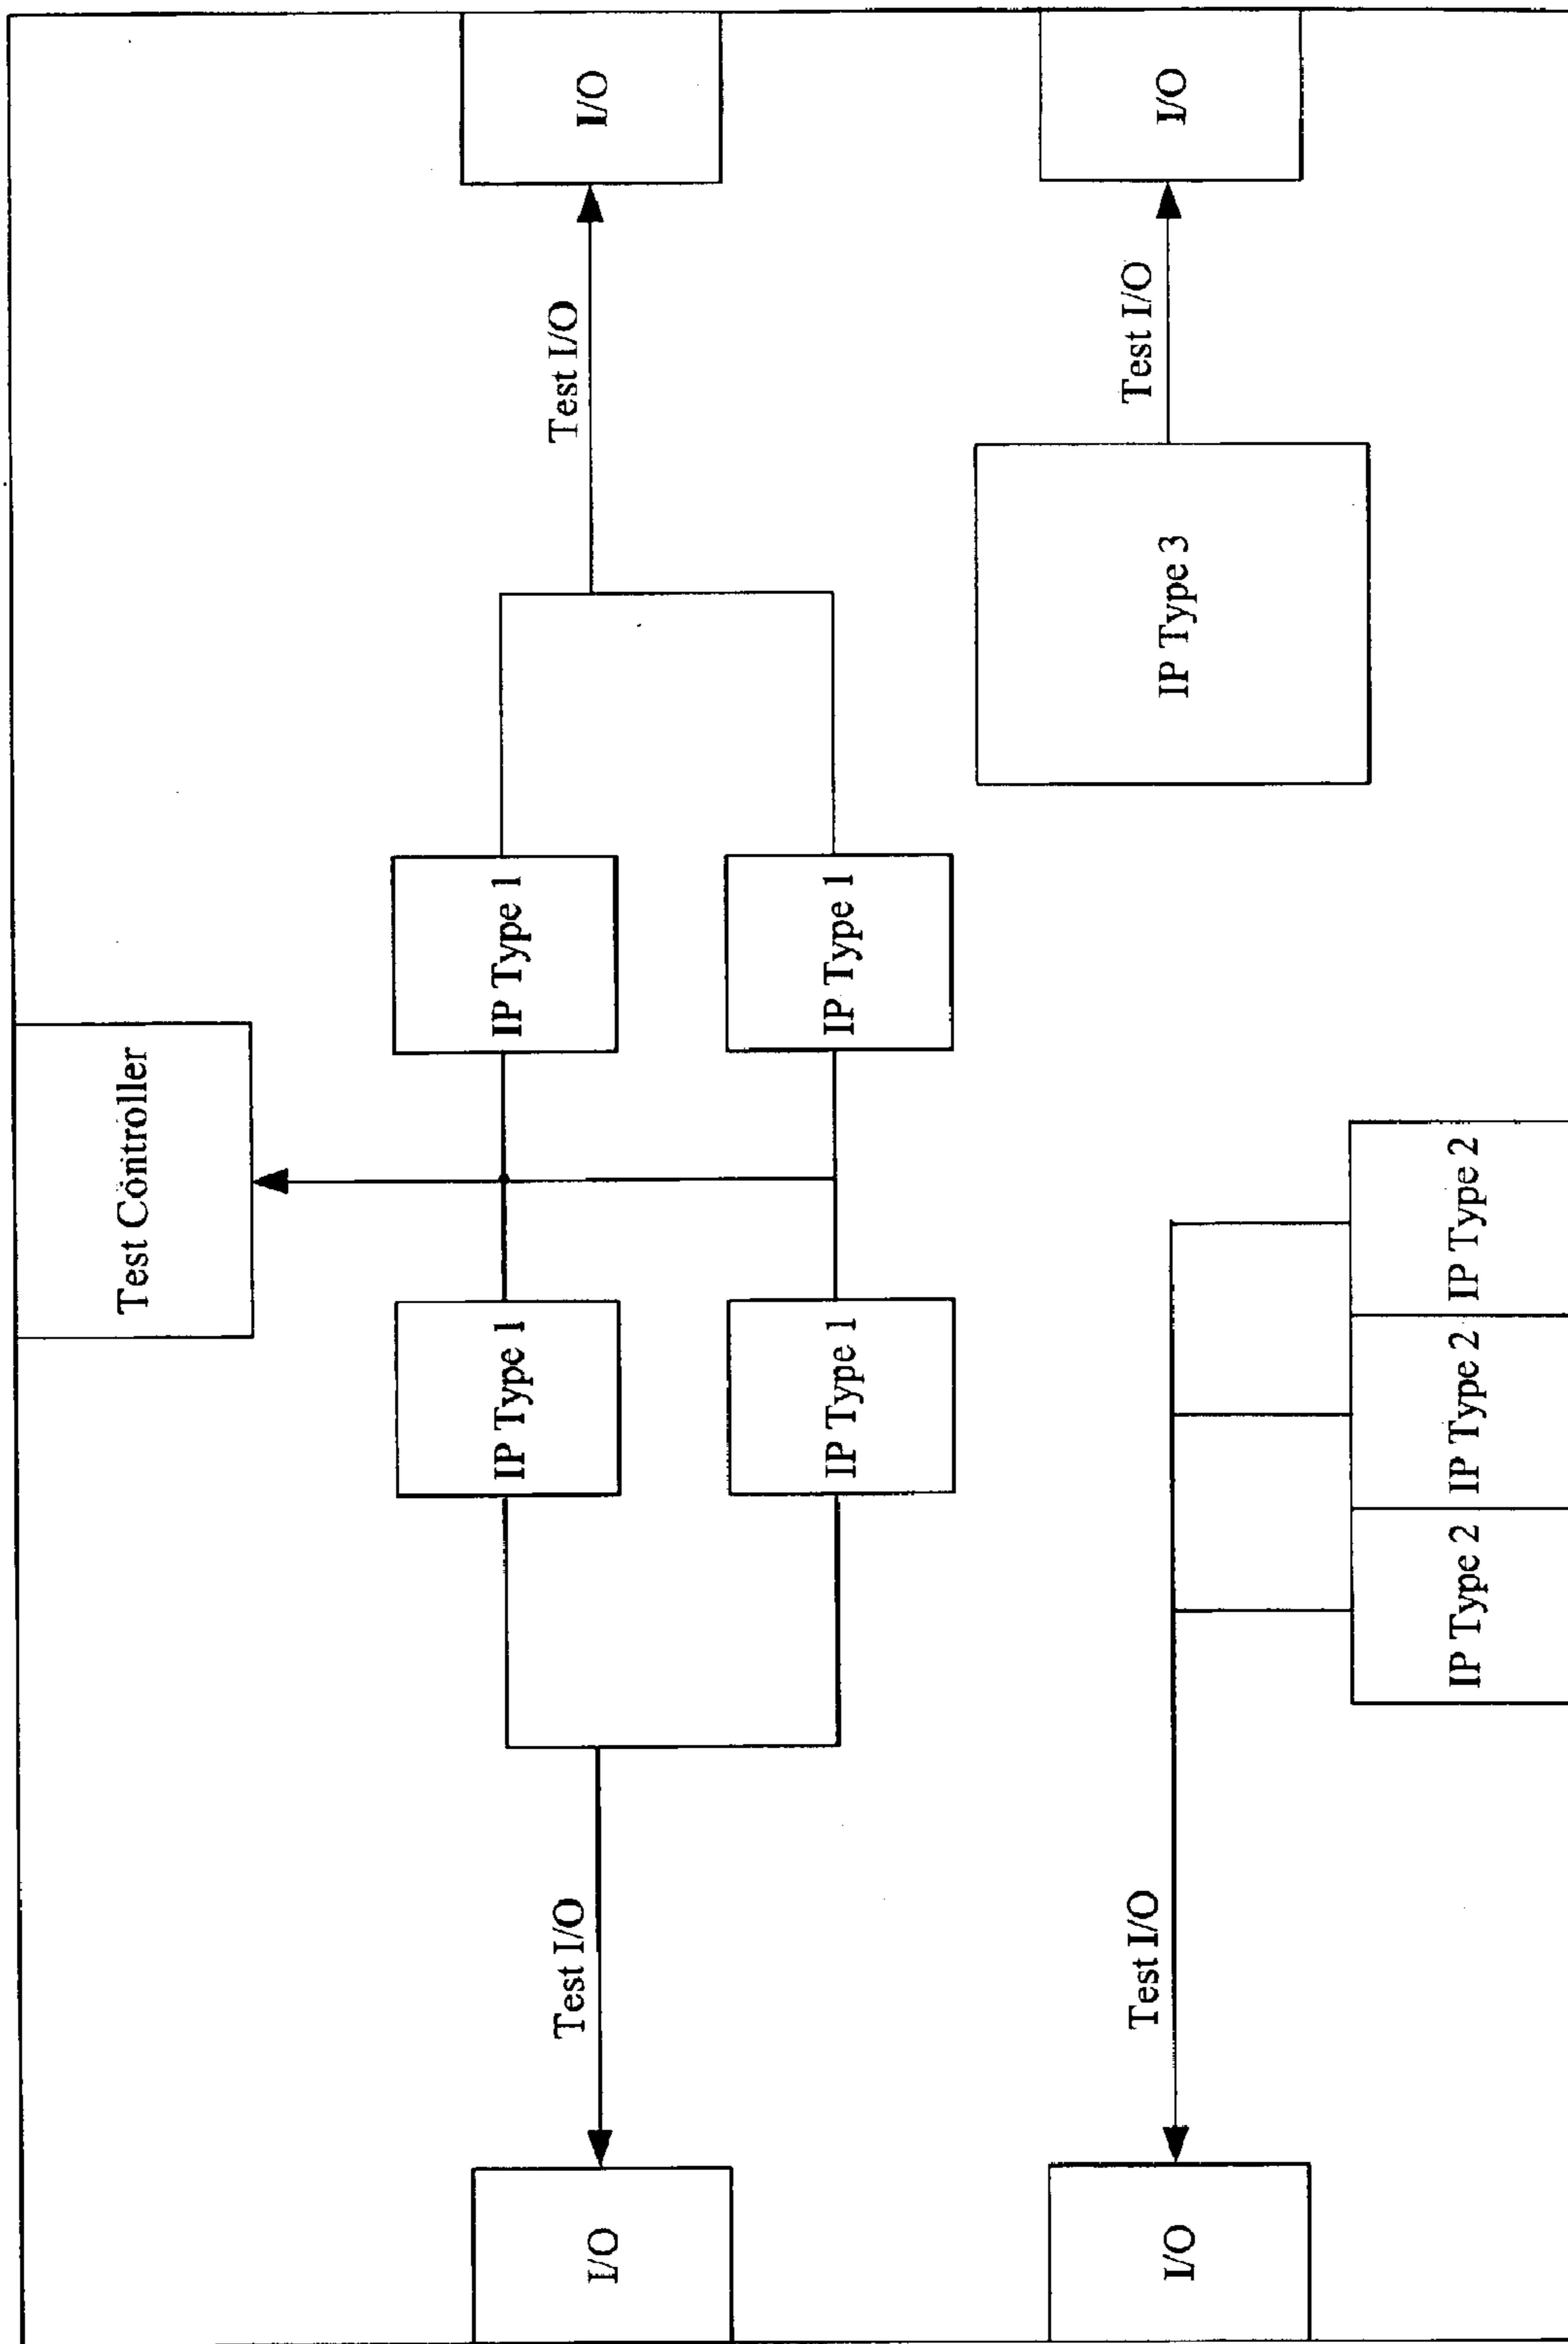 Test Controller
IP Type 1
IP Type 1
Test I/O
Test I/O
I/O
I/O
IP Type 1
IP Type 1
Test I/O
Test I/O
I/O
IP Type 3
I/O
IP Type 2
IP Type 2
IP Type 2